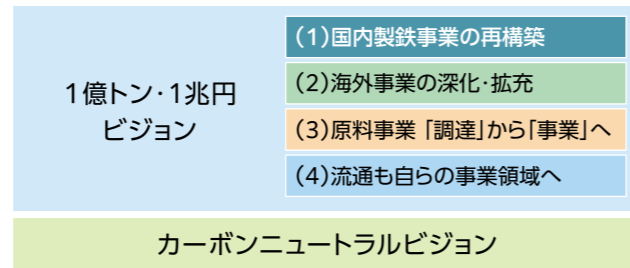 1億トン・1兆円
ビジョン
(1)国内製鉄事業の再構築
(2)海外事業の深化・拡充
(3)原料事業 「調達」から「事業」へ
(4)流通も自らの事業領域へ
カーボンニュートラルビジョン